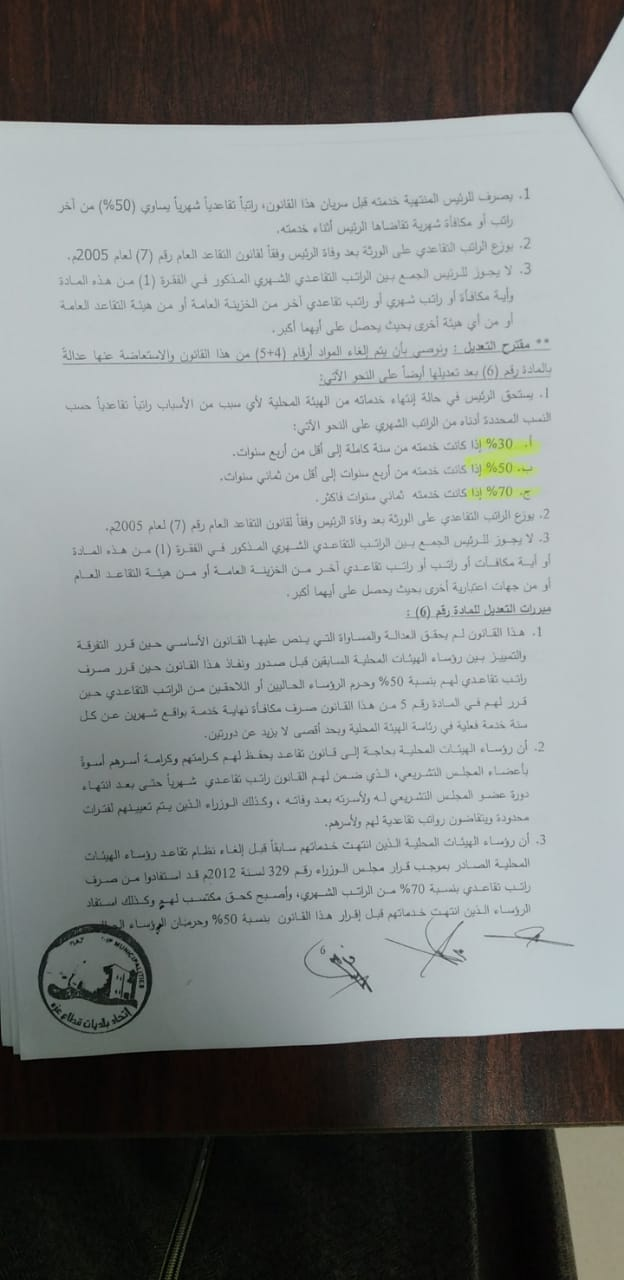 1. يصرف للرئيس المنتهية خدمته قبل سريان هذا القانون، راتباً تقاعدياً شهرياً يساوي (50%) من آخر
راتب أو مكافأة شهرية تقاضاها الرئيس أثناء خدمته.
2. يوزع الراتب التقاعدي على الورثة بعد وفاة الرئيس وفقاً لقانون التقاعد العام رقم (7) لعام 2005م.
3. لا يجوز للرئيس الجمع بين الراتب التقاعدي الشهري المذكور في الفقرة (1) من هذه المادة
وأية مكافأة أو راتب شهري أو راتب تقاعدي آخر من الخزينة العامة أو من هيئة التقاعد العامة
أو من أي هيئة أخرى بحيث يحصل على أيهما أكبر.
** مقترح التعديل : ونوصي بأن يتم إلغاء المواد أرقام (4+5) من هذا القانون والاستعاضة عنها عدالةً
بالمادة رقم (6) بعد تعديلها أيضاً على النحو الآتي:
1. يستحق الرئيس في حالة إنتهاء خدماته من الهيئة المحلية لأي سبب من الأسباب راتباً تقاعدياً حسب
النسب المحددة أدناه من الراتب الشهري على النحو الآتي:
أ. 30% إذا كانت خدمته من سنة كاملة إلى أقل من أربع سنوات.
ب. 50% إذا كانت خدمته من أربع سنوات إلى أقل من ثماني سنوات.
ج. 70% إذا كانت خدمته ثماني سنوات فاكثر.
2. يوزع الراتب التقاعدي على الورثة بعد وفاة الرئيس وفقاً لقانون التقاعد العام رقم (7) لعام 2005م.
3. لا يجوز للرئيس الجمع بين الراتب التقاعدي الشهري المذكور في الفقرة (1) من هذه المادة
أو أية مكافآت أو راتب أو راتب تقاعدي آخر من الخزينة العامة أو من هيئة التقاعد العام
أو من جهات اعتبارية أخرى بحيث يحصل على أيهما أكبر.
مبررات التعديل للمادة رقم (6) :
1. هذا القانون لم يحقق العدالة والمساواة التي ينص عليها القانون الأساسي حين قرر التفرقة
والتمييز بين رؤساء الهيئات المحلية السابقين قبل صدور ونفاذ هذا القانون حين قرر صرف
راتب تقاعدي لهم بنسبة 50% وحرم الرؤساء الحاليين أو اللاحقين من الراتب التقاعدي حين
قرر لهم في المادة رقم 5 من هذا القانون صرف مكافأة نهاية خدمة بواقع شهرين عن كل
سنة خدمة فعلية في رئاسة الهيئة المحلية وبحد أقصى لا يزيد عن دورتين.
2. أن رؤساء الهيئات المحلية بحاجة إلى قانون تقاعد يحفظ لهم كرامتهم وكرامة أسرهم أسوةً
بأعضاء المجلس التشريعي، الذي ضمن لهم القانون راتب تقاعدي شهرياً حتى بعد انتهاء
دورة عضو المجلس التشريعي له ولأسرته بعد وفاته ، وكذلك الوزراء الذين يتم تعيينهم لفترات
محدودة ويتقاضون رواتب تقاعدية لهم ولأسرهم.
3. أن رؤساء الهيئات المحلية الذين انتهت خدماتهم سابقاً قبل إلغاء نظام تقاعد رؤساء الهيئات
المحلية الصادر بموجب قرار مجلس الوزراء رقم 329 لسنة 2012م قد استفادوا من صرف
راتب تقاعدي بنسبة 70% من الراتب الشهري، وأصبح كحق مكتسب لهم وكذلك استفاد
الرؤساء الذين انتهت خدماتهم قبل إقرار هذا القانون بنسبة 50% وحرمان الرؤساء
6
MUNICIPALITIES
اتحاد بلديات قطاع غزة